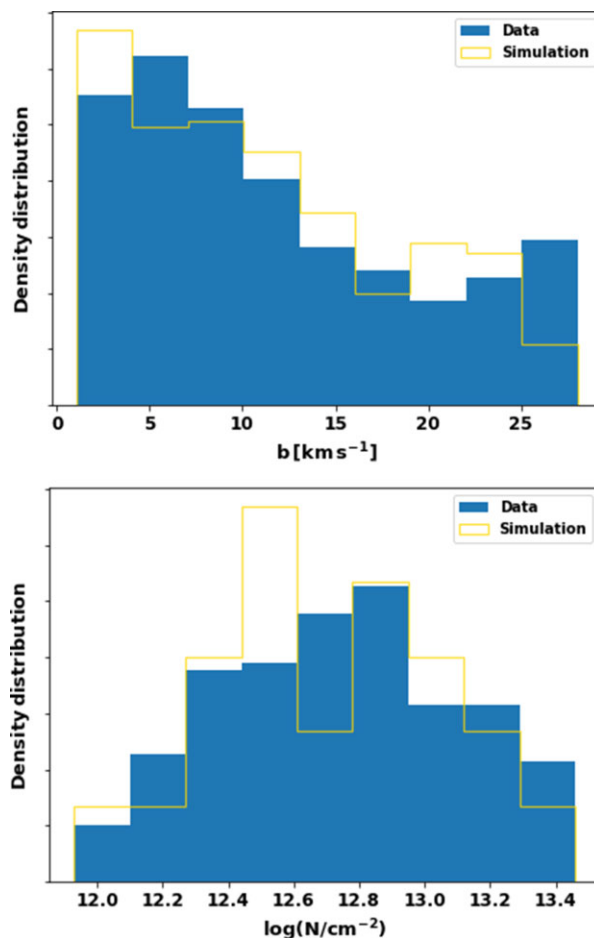 Data
Simulation
Density distribution
0 5 10 15 20 25
b [km s⁻¹]
Data
Simulation
Density distribution
12.0 12.2 12.4 12.6 12.8 13.0 13.2 13.4
log(N/cm⁻²)